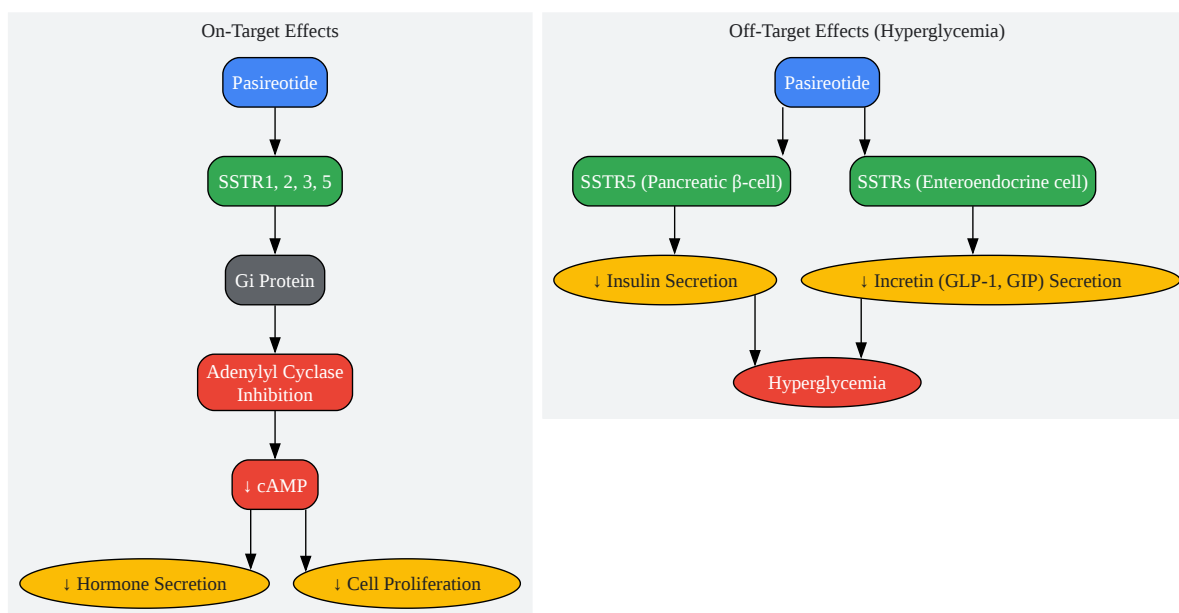 On-Target Effects
Pasireotide
SSTR1, 2, 3, 5
Gi Protein
Adenylyl Cyclase
Inhibition
↓ cAMP
↓ Hormone Secretion
↓ Cell Proliferation
Off-Target Effects (Hyperglycemia)
Pasireotide
SSTR5 (Pancreatic β-cell)
SSTRs (Enteroendocrine cell)
↓ Insulin Secretion
↓ Incretin (GLP-1, GIP) Secretion
Hyperglycemia